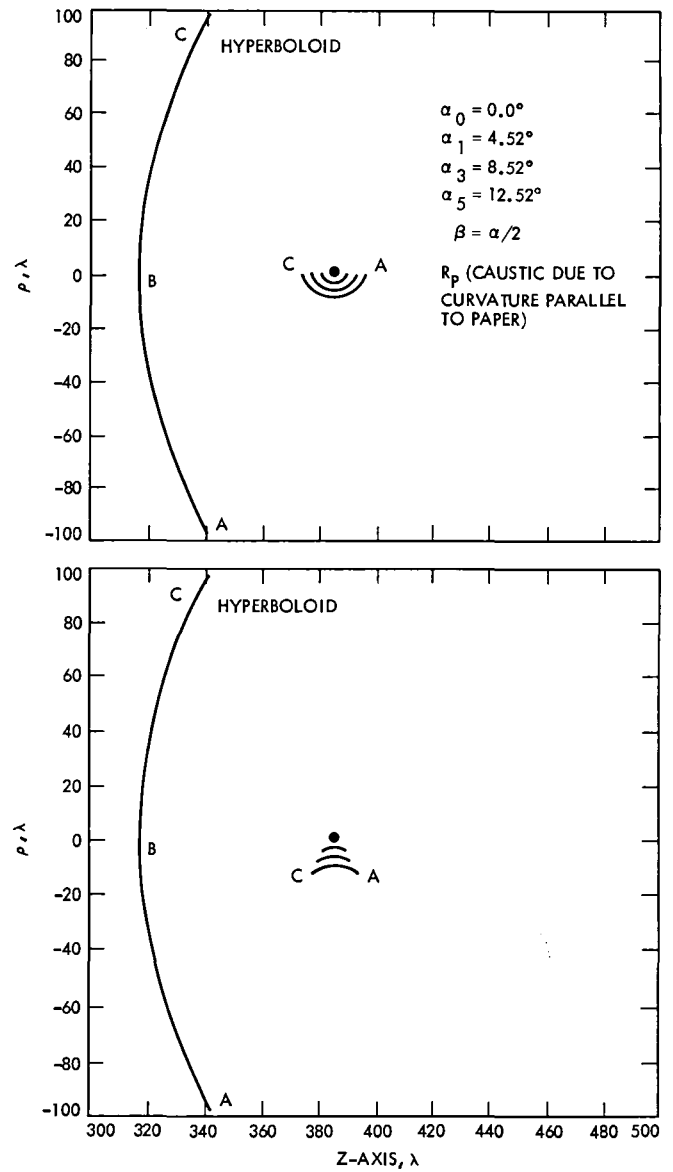 100
C
HYPERBOLOID
80
60
α0 = 0.0°
α1 = 4.52°
40
α3 = 8.52°
α5 = 12.52°
20
β = α/2
ρ, λ
0
B
C
A
RP (CAUSTIC DUE TO
CURVATURE PARALLEL
TO PAPER)
-20
-40
-60
-80
A
-100
100
C
HYPERBOLOID
80
60
40
20
ρ, λ
0
B
C
A
-20
-40
-60
-80
A
-100
300 320 340 360 380 400 420 440 460 480 500
Z-AXIS, λ